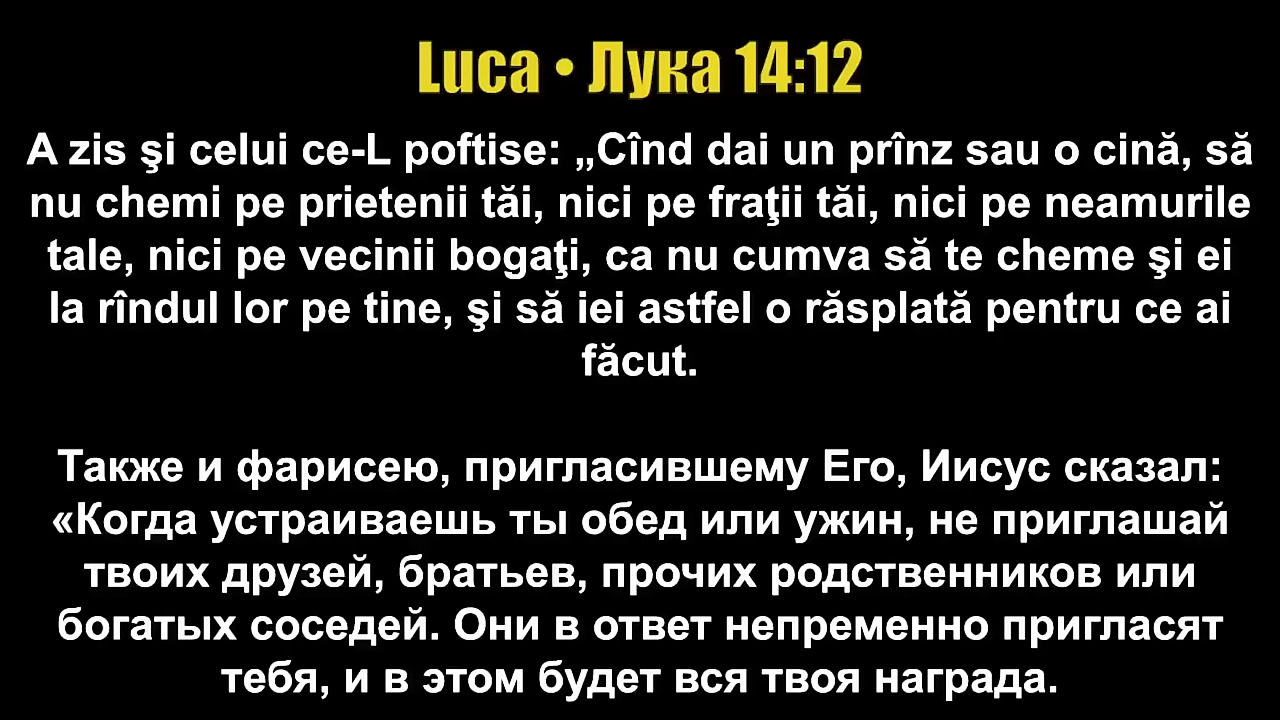 Luca • Лука 14:12
A zis şi celui ce-L poftise: „Cînd dai un prînz sau o cină, să
nu chemi pe prietenii tăi, nici pe fraţii tăi, nici pe neamurile
tale, nici pe vecinii bogaţi, ca nu cumva să te cheme şi ei
la rîndul lor pe tine, şi să iei astfel o răsplată pentru ce ai
făcut.
Также и фарисею, пригласившему Его, Иисус сказал:
«Когда устраиваешь ты обед или ужин, не приглашай
твоих друзей, братьев, прочих родственников или
богатых соседей. Они в ответ непременно пригласят
тебя, и в этом будет вся твоя награда.